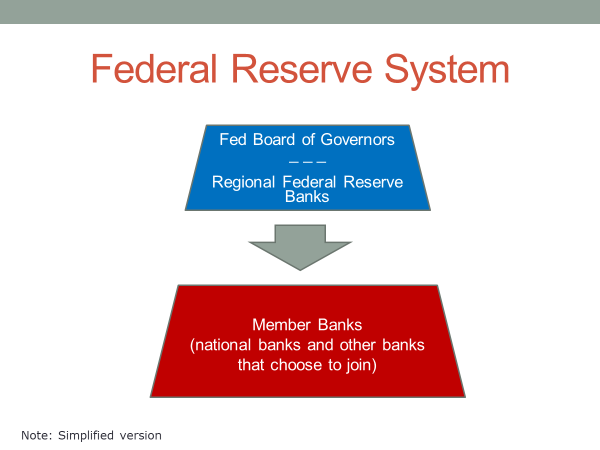 Federal Reserve System
Fed Board of Governors
– – –
Regional Federal Reserve
Banks
Member Banks
(national banks and other banks
that choose to join)
Note: Simplified version